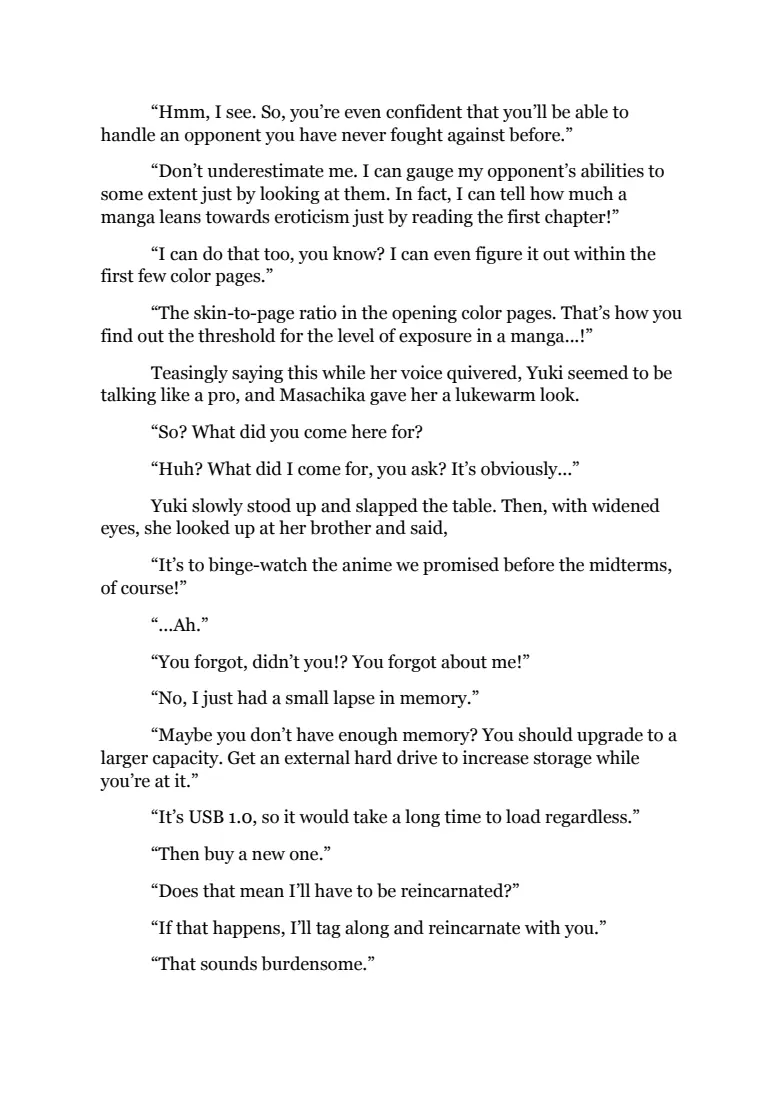 “Hmm, I see. So, you’re even confident that you’ll be able to
handle an opponent you have never fought against before.”
“Don’t underestimate me. I can gauge my opponent’s abilities to
some extent just by looking at them. In fact, I can tell how much a
manga leans towards eroticism just by reading the first chapter!”
“I can do that too, you know? I can even figure it out within the
first few color pages.”
“The skin-to-page ratio in the opening color pages. That’s how you
find out the threshold for the level of exposure in a manga...!”
Teasingly saying this while her voice quivered, Yuki seemed to be
talking like a pro, and Masachika gave her a lukewarm look.
“So? What did you come here for?
“Huh? What did I come for, you ask? It’s obviously...”
Yuki slowly stood up and slapped the table. Then, with widened
eyes, she looked up at her brother and said,
“It’s to binge-watch the anime we promised before the midterms,
of course!”
“...Ah.”
“You forgot, didn’t you!? You forgot about me!”
“No, I just had a small lapse in memory.”
“Maybe you don’t have enough memory? You should upgrade to a
larger capacity. Get an external hard drive to increase storage while
you’re at it.”
“It’s USB 1.0, so it would take a long time to load regardless.”
“Then buy a new one.”
“Does that mean I’ll have to be reincarnated?”
“If that happens, I’ll tag along and reincarnate with you.”
“That sounds burdensome.”